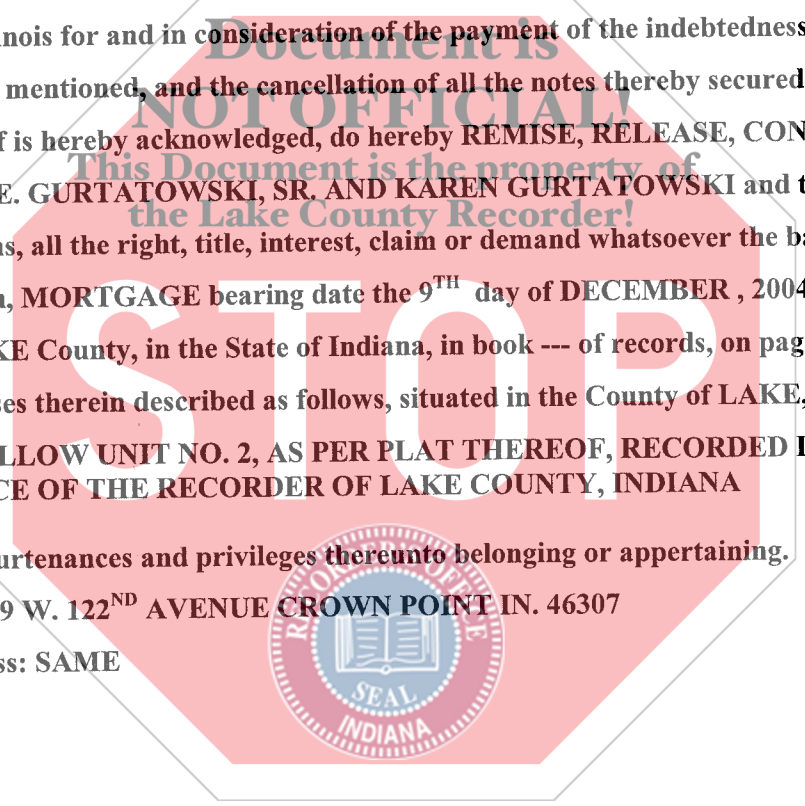 nois for and in consideration of the payment of the indebtedness
Document is
mentioned, and the cancellation of all the notes thereby secured
NOT OFFICIAL!
f is hereby acknowledged, do hereby REMISE, RELEASE, CON
This Document is the property of
E. GURTATOWSKI, SR. AND KAREN GURTATOWSKI and t
the Lake County Recorder!
s, all the right, title, interest, claim or demand whatsoever the ba
, MORTGAGE bearing date the 9TH day of DECEMBER , 2004
KE County, in the State of Indiana, in book --- of records, on pag
STOP
es therein described as follows, situated in the County of LAKE,
LLOW UNIT NO. 2, AS PER PLAT THEREOF, RECORDED
CE OF THE RECORDER OF LAKE COUNTY, INDIANA
urtenances and privileges thereunto belonging or appertaining.
9 W. 122ND AVENUE CROWN POINT IN. 46307
ss: SAME
RECORDER'S OFFICE
SEAL
INDIANA